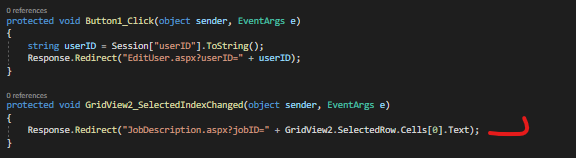 0 references
protected void Button1_Click(object sender, EventArgs e)
{
string userID = Session["userID"].ToString();
Response.Redirect("EditUser.aspx?userID=" + userID);
}
0 references
protected void GridView2_SelectedIndexChanged(object sender, EventArgs e)
{
Response.Redirect("JobDescription.aspx?jobID=" + GridView2.SelectedRow.Cells[0].Text);
}